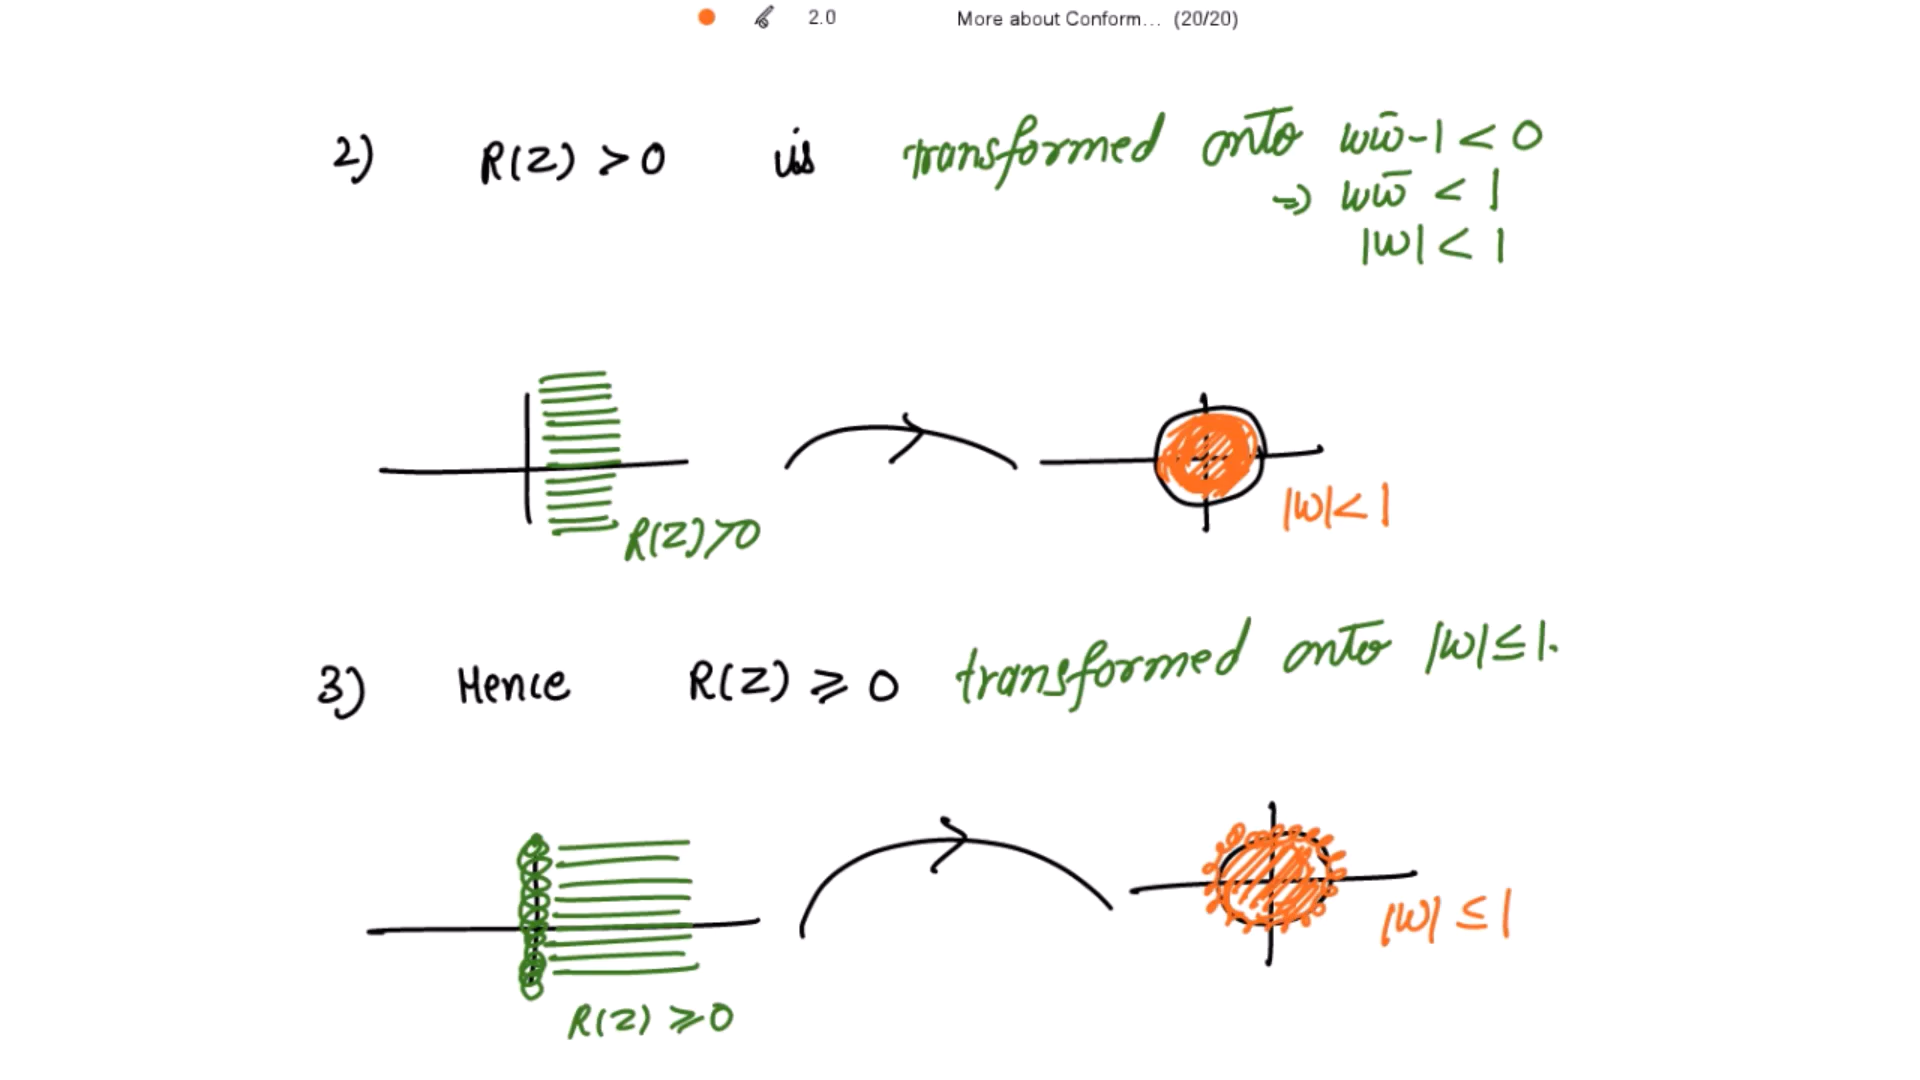 2.0 More about Conform... (20/20)
2) R(Z) > 0 is transformed onto ww̄-1 < 0
⇒ ww̄ < 1
|w| < 1
R(Z)>0
|w|< 1
3) Hence R(Z) ⩾ 0 transformed onto |w|≤1.
|w| ≤ 1
R(Z) ⩾0